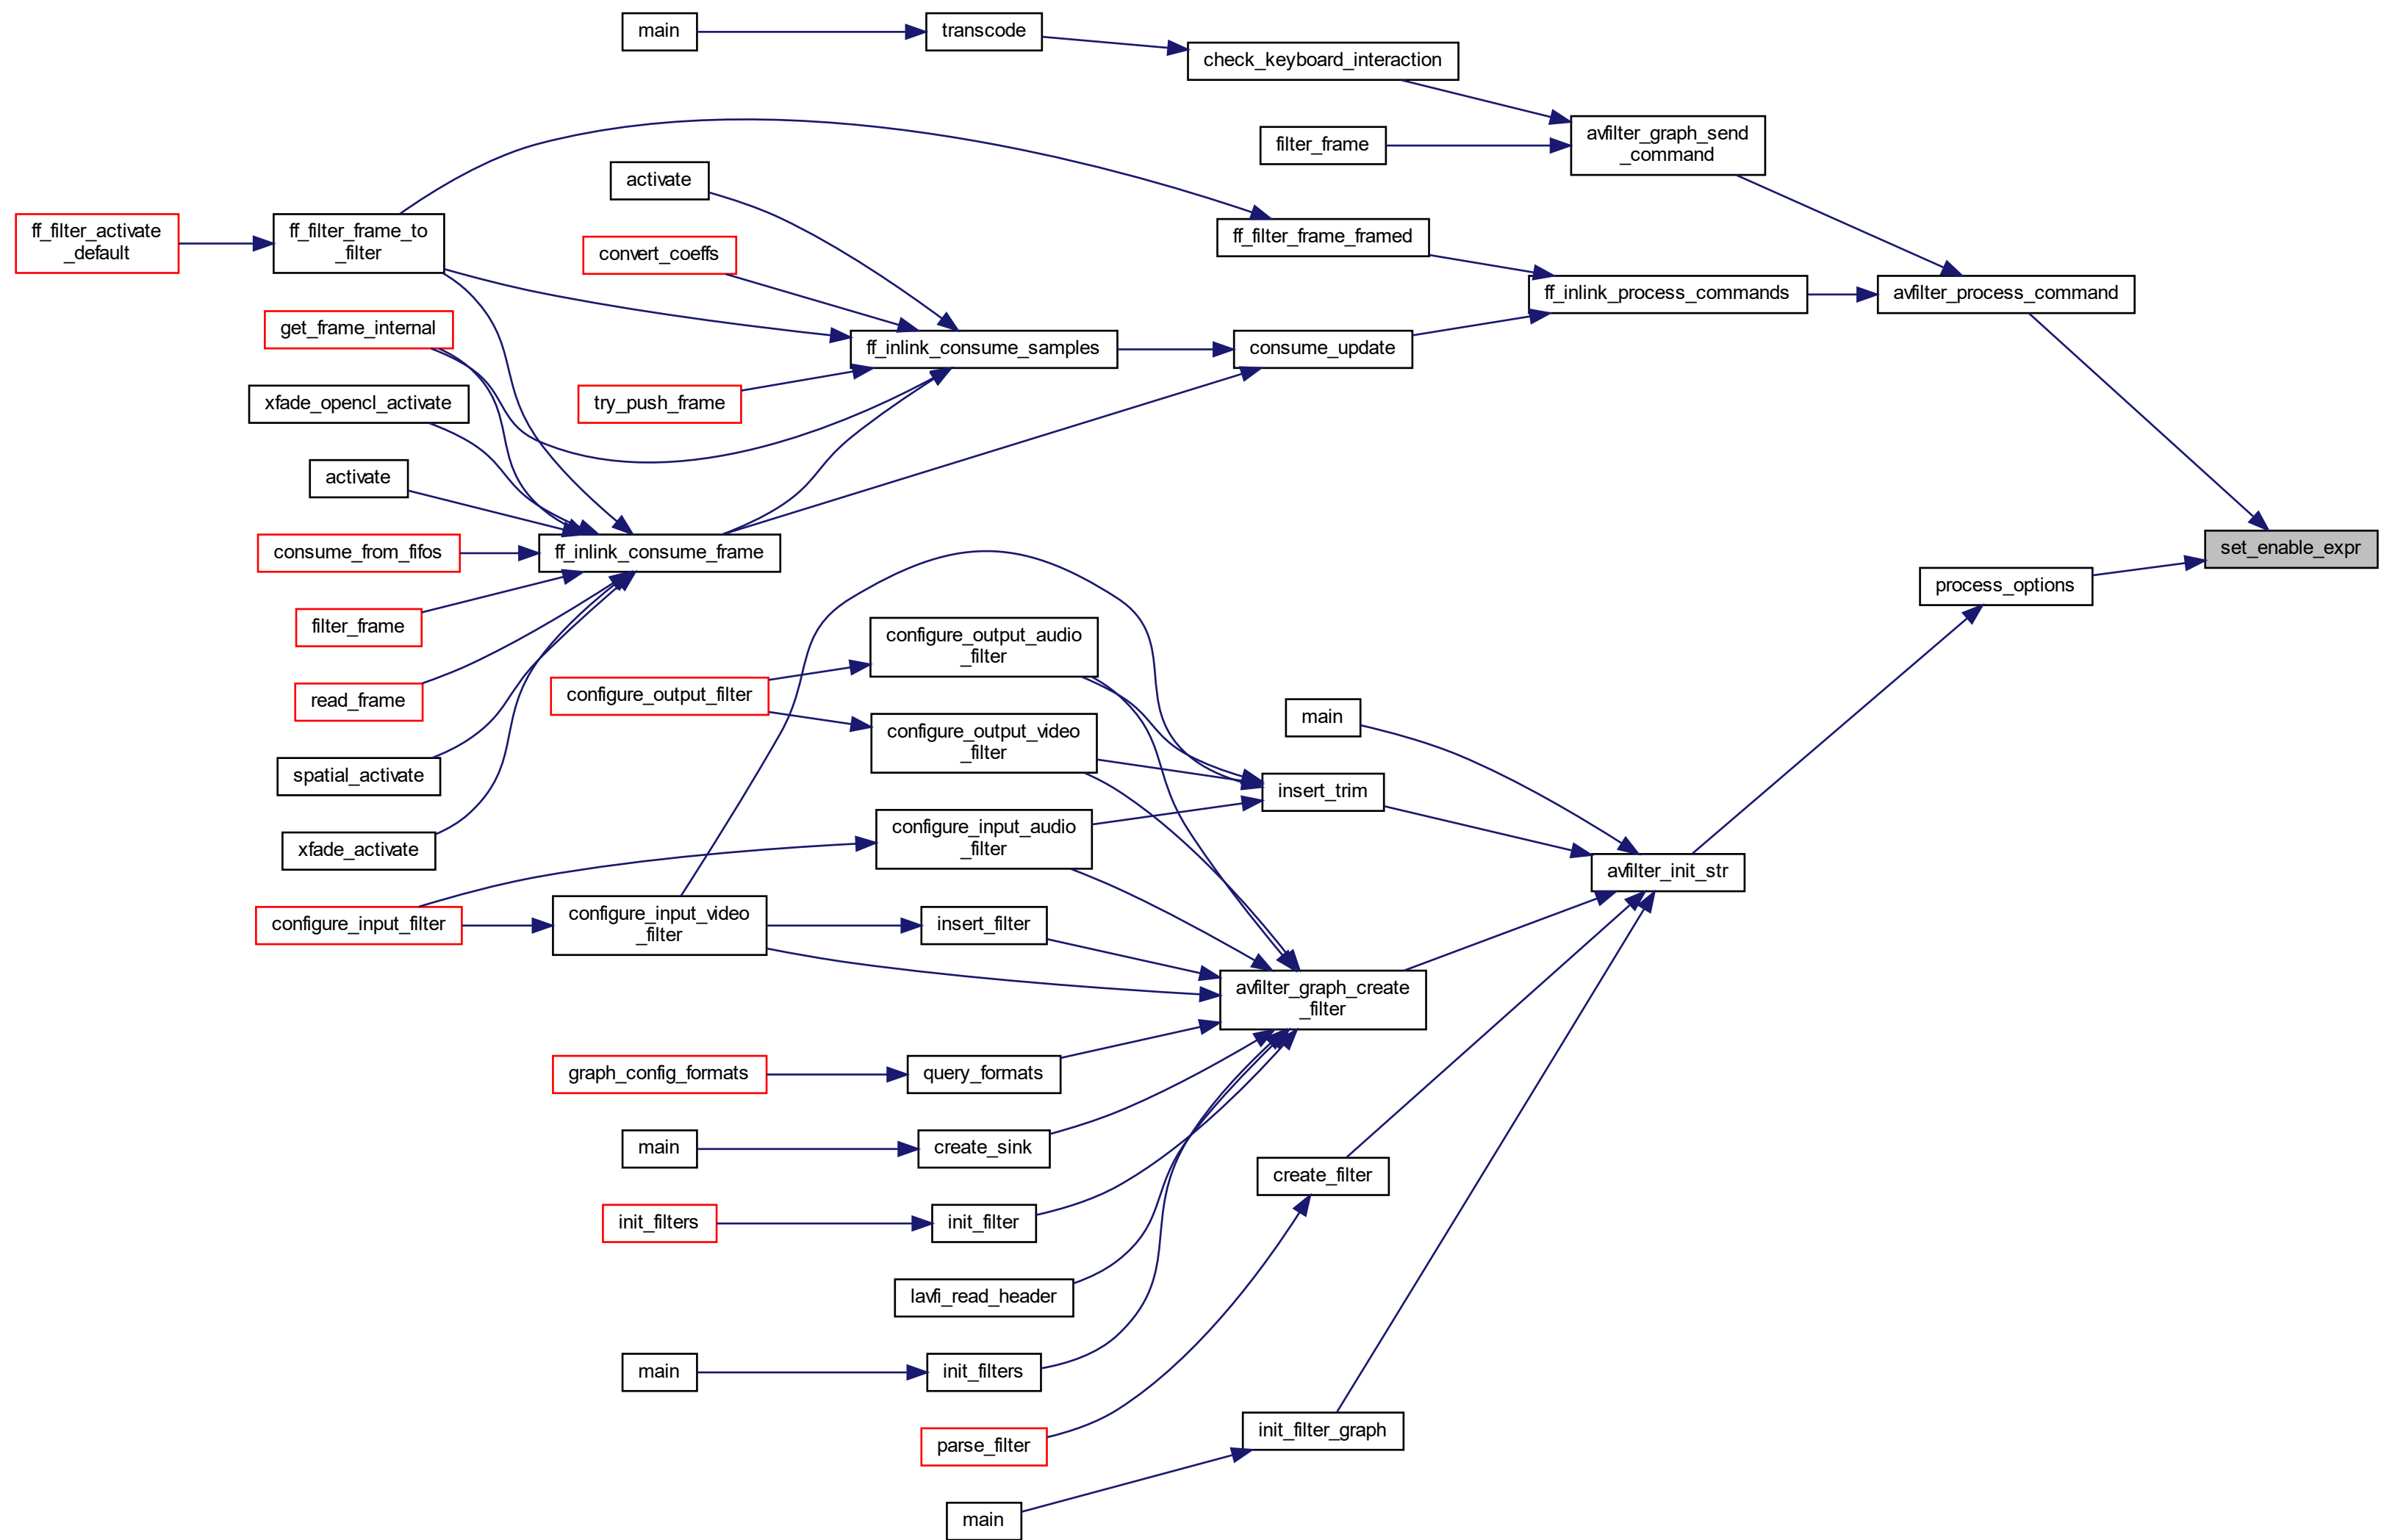 main
transcode
check_keyboard_interaction
avfilter_graph_send
_command
filter_frame
activate
ff_filter_activate
_default
ff_filter_frame_to
_filter
convert_coeffs
ff_filter_frame_framed
ff_inlink_process_commands
avfilter_process_command
get_frame_internal
ff_inlink_consume_samples
consume_update
xfade_opencl_activate
try_push_frame
activate
ff_inlink_consume_frame
consume_from_fifos
set_enable_expr
process_options
filter_frame
configure_output_audio
_filter
read_frame
configure_output_filter
main
configure_output_video
_filter
spatial_activate
insert_trim
xfade_activate
configure_input_audio
_filter
avfilter_init_str
configure_input_filter
configure_input_video
_filter
insert_filter
avfilter_graph_create
_filter
graph_config_formats
query_formats
main
create_sink
create_filter
init_filters
init_filter
lavfi_read_header
main
init_filters
parse_filter
init_filter_graph
main